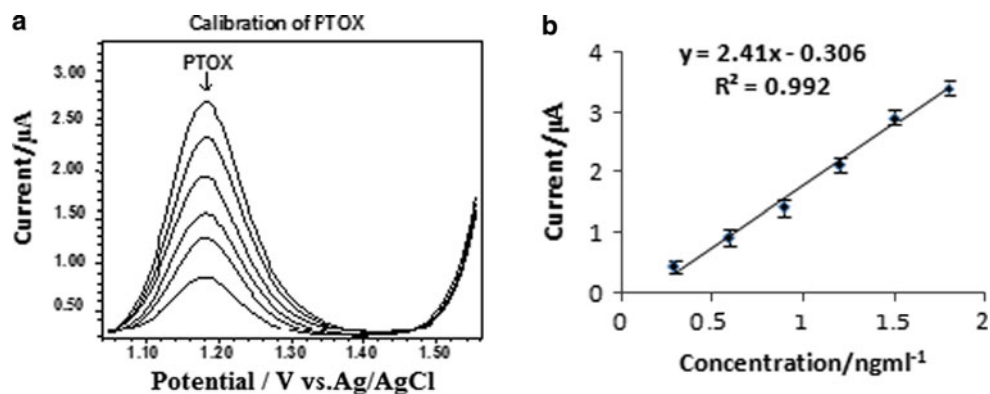 a
Calibration of PTOX
PTOX
3.00
2.50
2.00
1.50
1.00
0.50
Current/µA
1.10 1.20 1.30 1.40 1.50
Potential / V vs.Ag/AgCl
b
y = 2.41x - 0.306
R² = 0.992
4
3
2
1
0
Current/µA
0 0.5 1 1.5 2
Concentration/ngml⁻¹